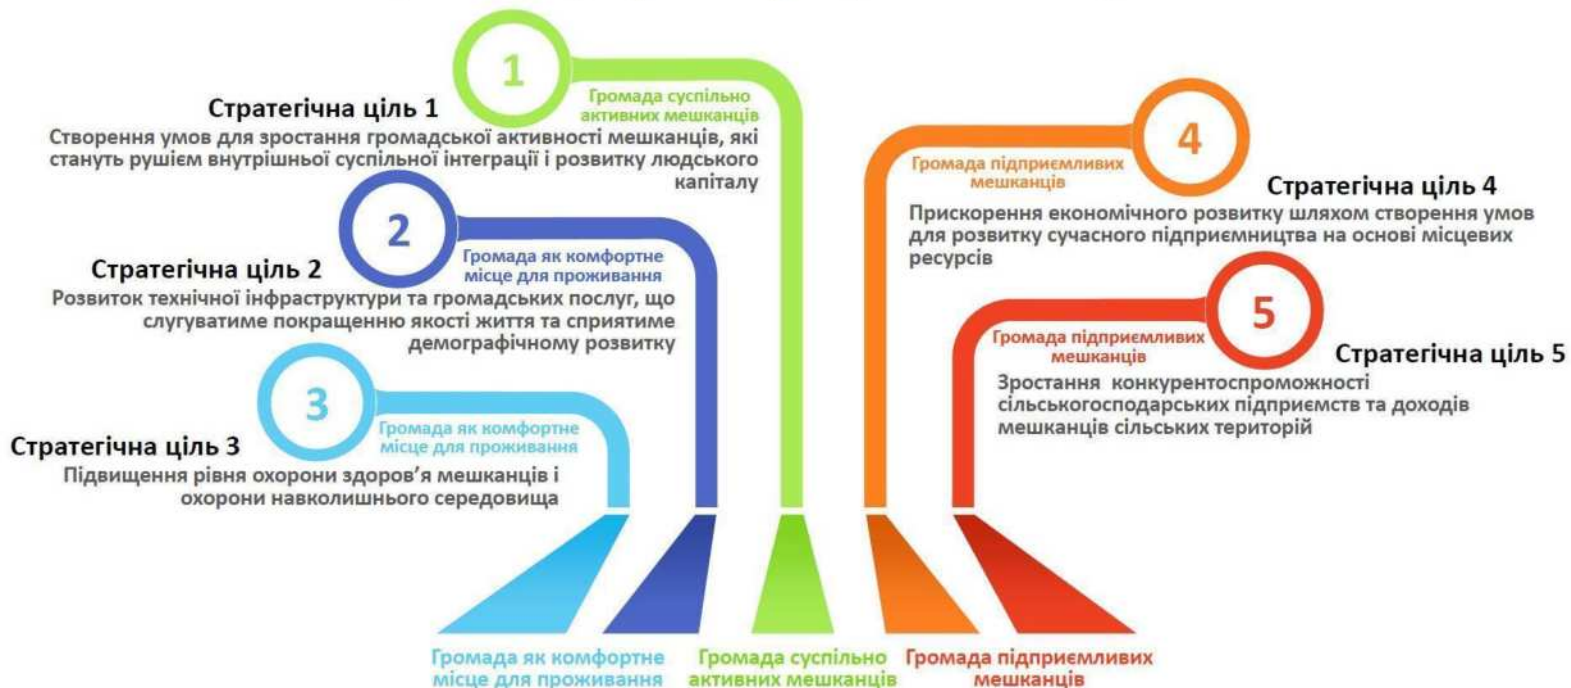 1
Громада суспільно
активних мешканців
Стратегічна ціль 1
Створення умов для зростання громадської активності мешканців, які
стануть рушієм внутрішньої суспільної інтеграції і розвитку людського
капіталу
2
Громада як комфортне
місце для проживання
Стратегічна ціль 2
Розвиток технічної інфраструктури та громадських послуг, що
слугуватиме покращенню якості життя та сприятиме
демографічному розвитку
3
Громада як комфортне
місце для проживання
Стратегічна ціль 3
Підвищення рівня охорони здоров’я мешканців і
охорони навколишнього середовища
4
Громада підприємливих
мешканців
Стратегічна ціль 4
Прискорення економічного розвитку шляхом створення умов
для розвитку сучасного підприємництва на основі місцевих
ресурсів
5
Громада підприємливих
мешканців
Стратегічна ціль 5
Зростання конкурентоспроможності
сільськогосподарських підприємств та доходів
мешканців сільських територій
Громада як комфортне
місце для проживання
Громада суспільно
активних мешканців
Громада підприємливих
мешканців